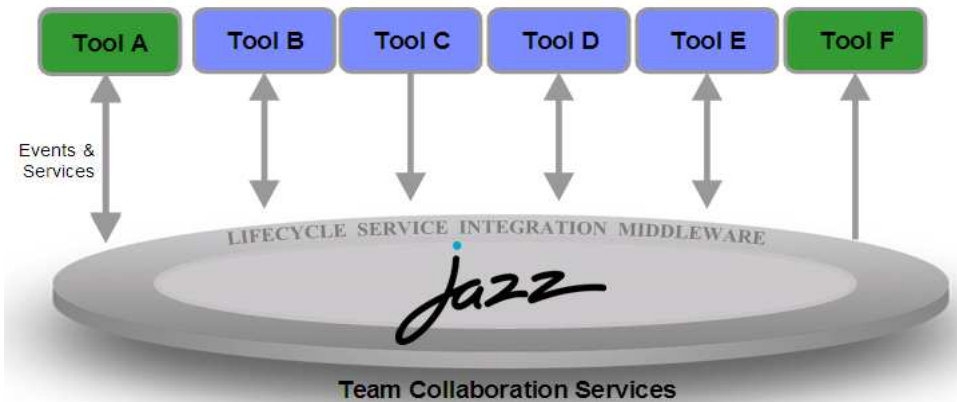 Tool A
Tool B
Tool C
Tool D
Tool E
Tool F
Events &
Services
LIFECYCLE SERVICE INTEGRATION MIDDLEWARE
jazz
Team Collaboration Services